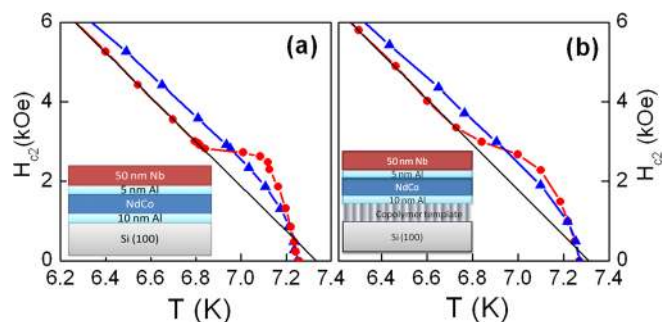 6
4
2
0
H_c2 (kOe)
(a)
50 nm Nb
5 nm Al
NdCo
10 nm Al
Si (100)
6.2 6.4 6.6 6.8 7.0 7.2 7.4
T (K)
(b)
50 nm Nb
5 nm Al
NdCo
10 nm Al
Copolymer template
Si (100)
6.4 6.6 6.8 7.0 7.2 7.4
T (K)
6
4
2
0
H_c2 (kOe)